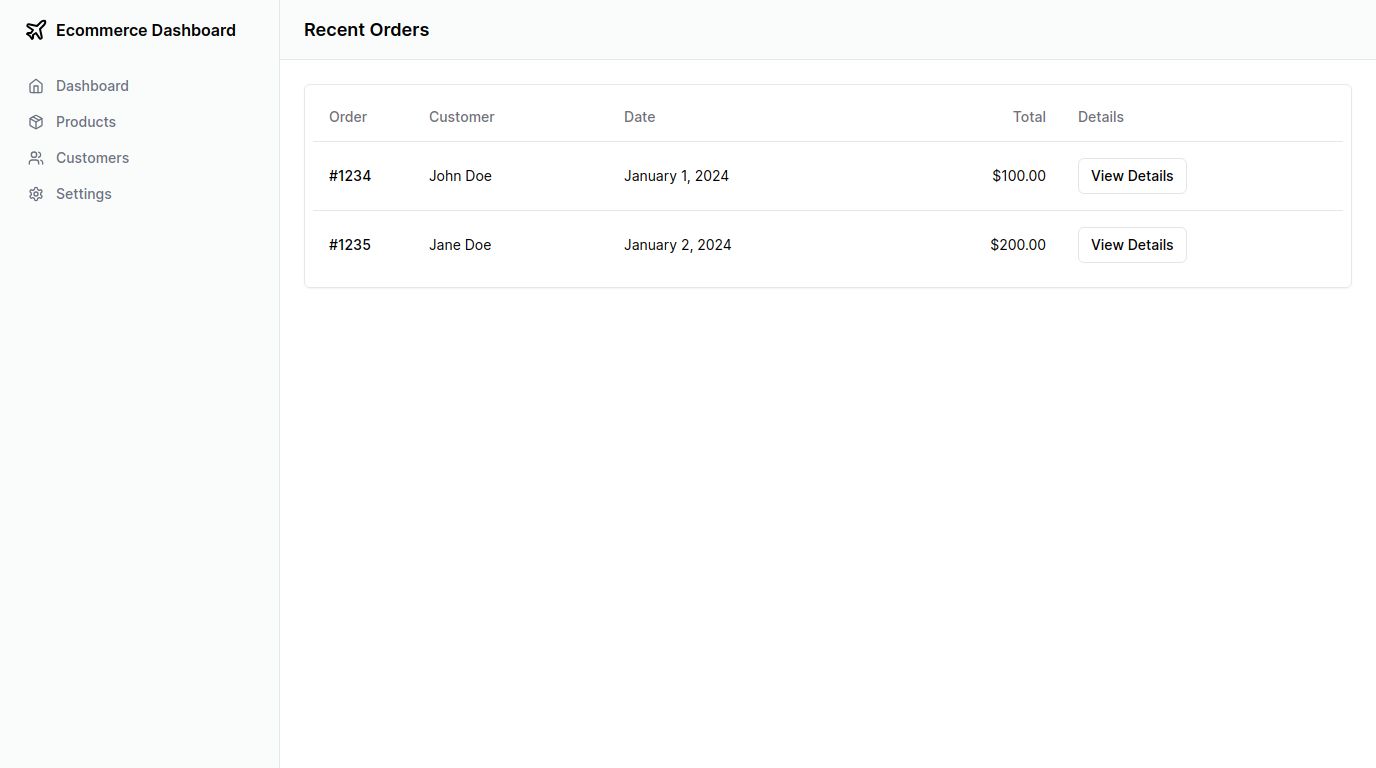 Ecommerce Dashboard
Dashboard
Products
Customers
Settings
Recent Orders
Order Customer Date Total Details
#1234 John Doe January 1, 2024 $100.00 View Details
#1235 Jane Doe January 2, 2024 $200.00 View Details